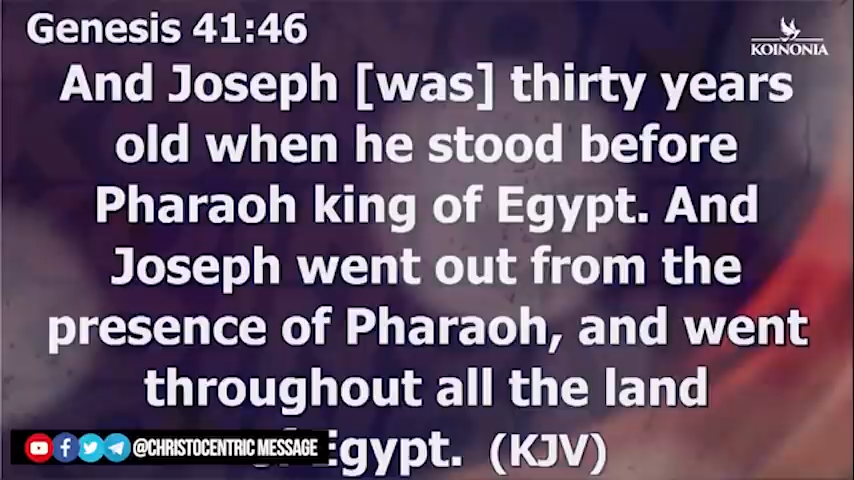 Genesis 41:46
KOINONIA
And Joseph [was] thirty years
old when he stood before
Pharaoh king of Egypt. And
Joseph went out from the
presence of Pharaoh, and went
throughout all the land
of Egypt. (KJV)
@CHRISTOCENTRIC MESSAGE